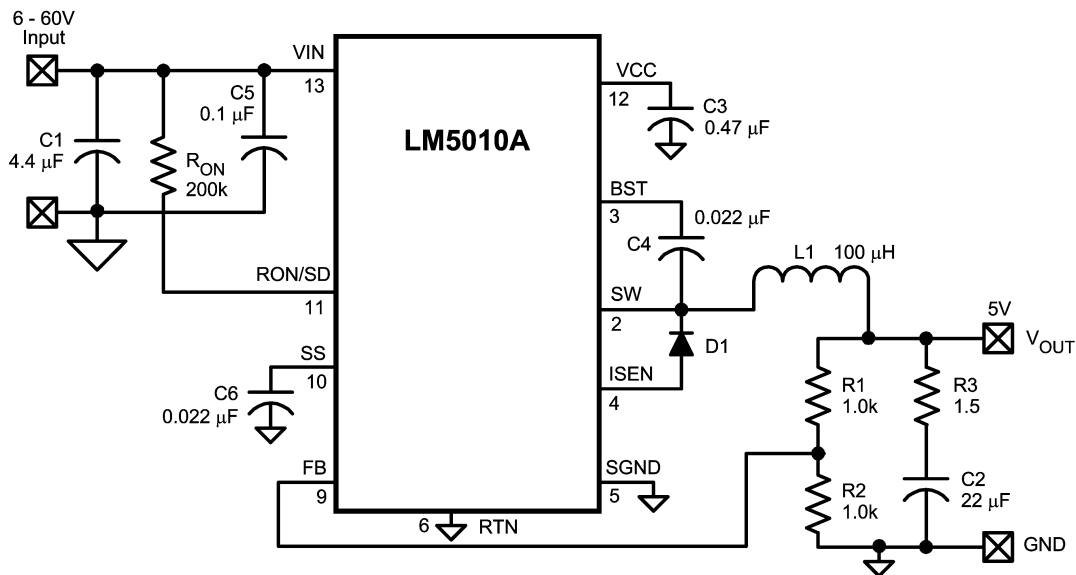 6 - 60V
Input
VIN
13
C5
0.1 μF
C1
4.4 μF
RON
200k
RON/SD
11
SS
10
C6
0.022 μF
FB
9
LM5010A
6
RTN
VCC
12
C3
0.47 μF
BST
3
0.022 μF
C4
L1
100 μH
SW
2
D1
ISEN
4
SGND
5
5V
VOUT
R1
1.0k
R3
1.5
R2
1.0k
C2
22 μF
GND